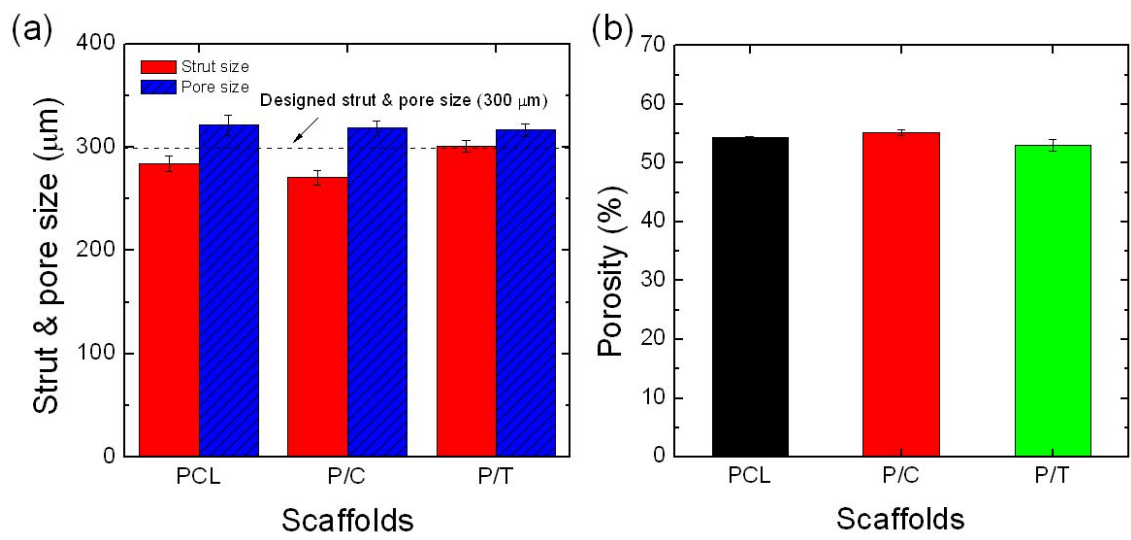 (a)
Strut & pore size (μm)
400
300
200
100
0
Strut size
Pore size
Designed strut & pore size (300 μm)
PCL P/C P/T
Scaffolds
(b)
Porosity (%)
70
60
50
40
30
20
10
0
PCL P/C P/T
Scaffolds